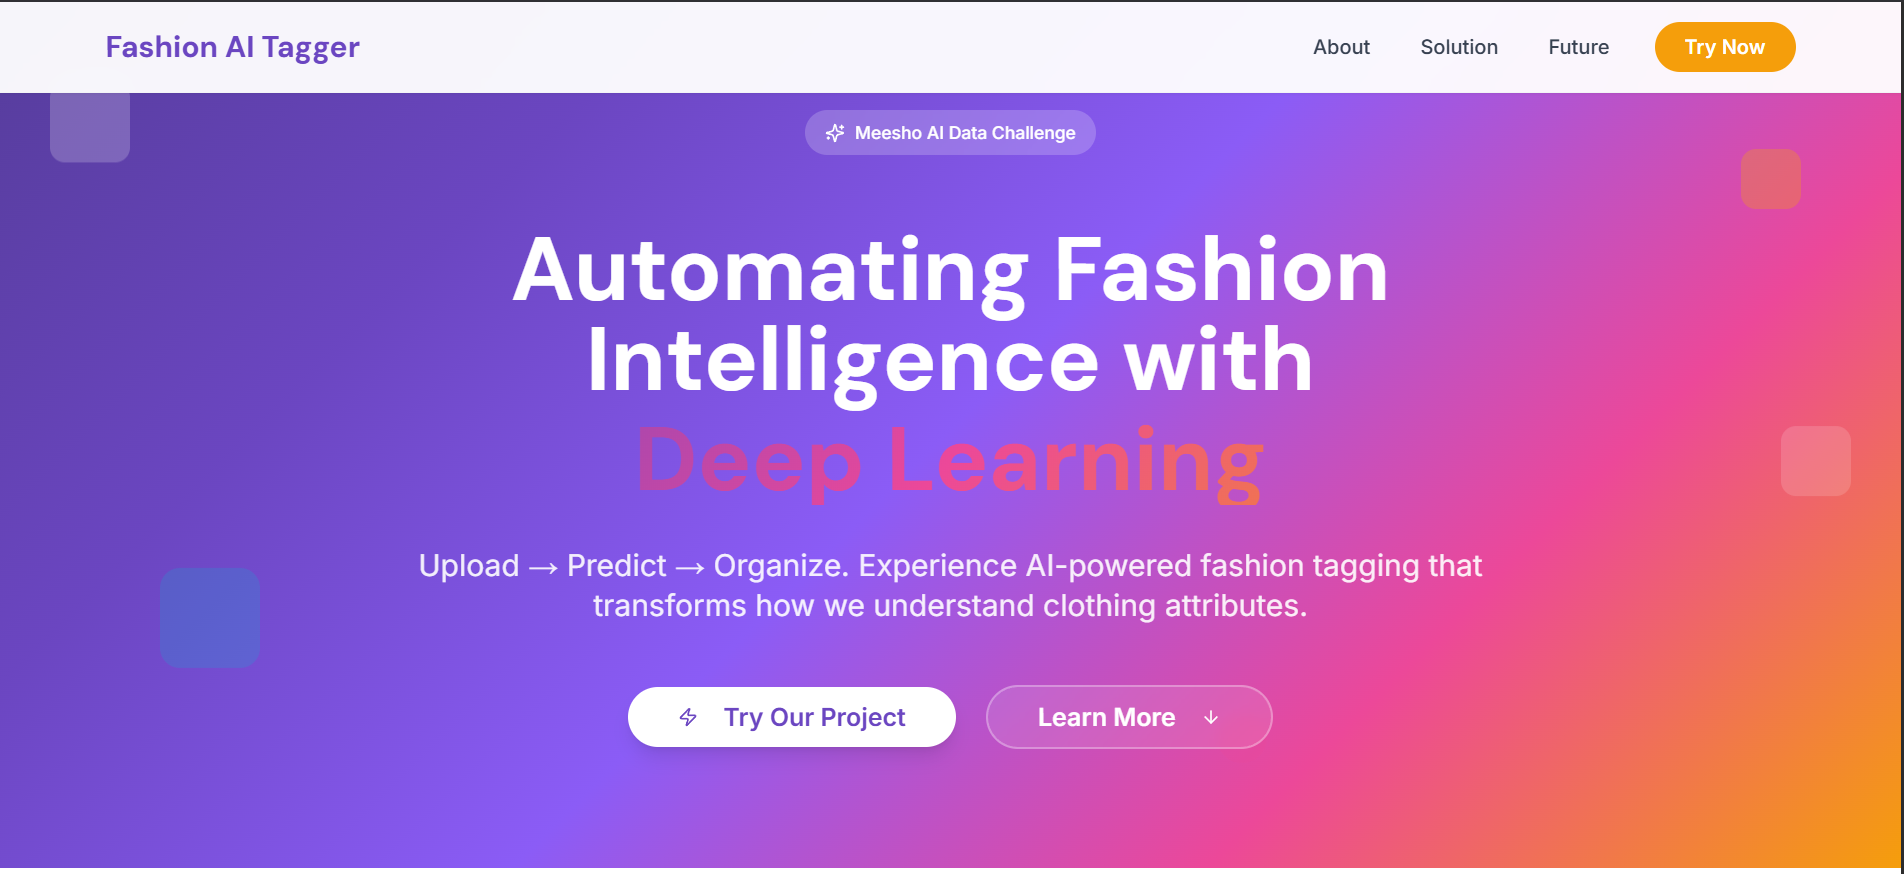 Fashion AI Tagger
About
Solution
Future
Try Now
Meesho AI Data Challenge
Automating Fashion
Intelligence with
Deep Learning
Upload → Predict → Organize. Experience AI-powered fashion tagging that
transforms how we understand clothing attributes.
Try Our Project
Learn More ↓